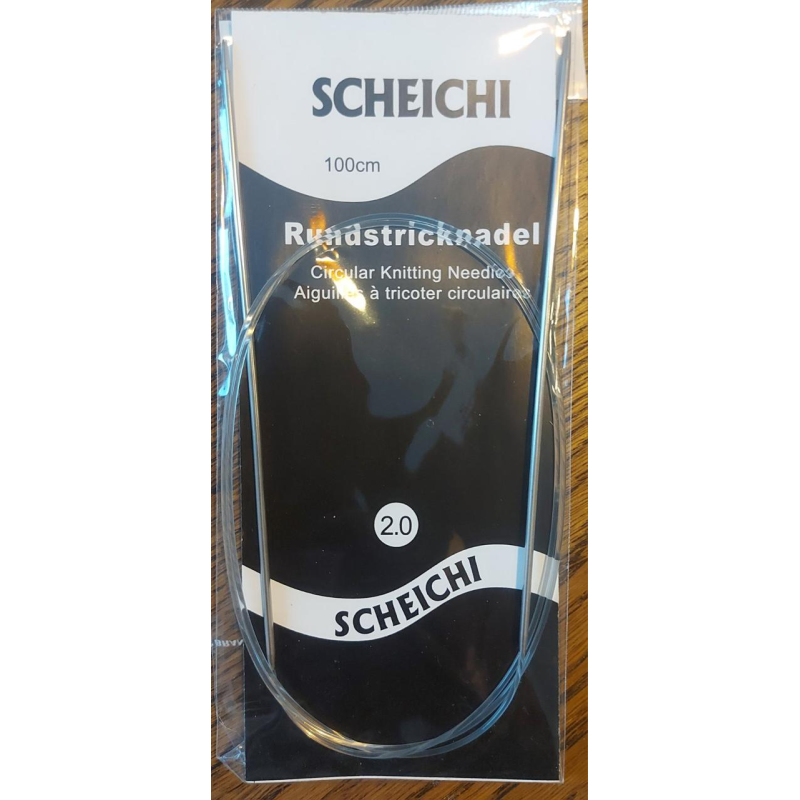 SCHEICHI
100cm
Rundstricknadel
Circular Knitting Needles
Aiguilles à tricoter circulaires
2.0
SCHEICHI